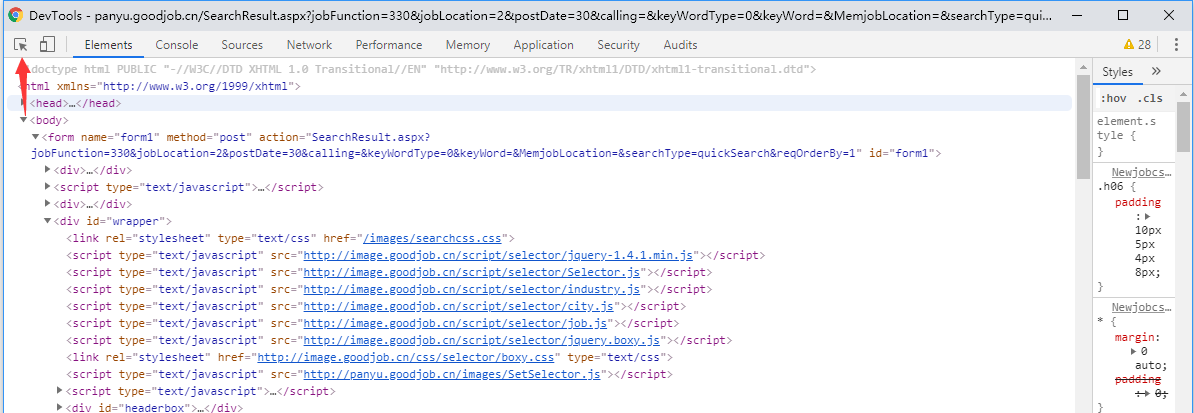 DevTools - panyu.goodjob.cn/SearchResult.aspx?jobFunction=330&jobLocation=2&postDate=30&calling=&keyWordType=0&keyWord=&MemjobLocation=&searchType=qui...
Elements Console Sources Network Performance Memory Application Security Audits 28
doctype html PUBLIC "-//W3C//DTD XHTML 1.0 Transitional//EN" "http://www.w3.org/TR/xhtml1/DTD/xhtml1-transitional.dtd">
<html xmlns="http://www.w3.org/1999/xhtml">
<head>…</head>
<body>
<form name="form1" method="post" action="SearchResult.aspx?
jobFunction=330&jobLocation=2&postDate=30&calling=&keyWordType=0&keyWord=&MemjobLocation=&searchType=quickSearch&reqOrderBy=1" id="form1">
<div>…</div>
<script type="text/javascript">…</script>
<div>…</div>
<div id="wrapper">
<link rel="stylesheet" type="text/css" href="/images/searchcss.css">
<script type="text/javascript" src="http://image.goodjob.cn/script/selector/jquery-1.4.1.min.js"></script>
<script type="text/javascript" src="http://image.goodjob.cn/script/selector/Selector.js"></script>
<script type="text/javascript" src="http://image.goodjob.cn/script/selector/industry.js"></script>
<script type="text/javascript" src="http://image.goodjob.cn/script/selector/city.js"></script>
<script type="text/javascript" src="http://image.goodjob.cn/script/selector/job.js"></script>
<script type="text/javascript" src="http://image.goodjob.cn/script/selector/jquery.boxy.js"></script>
<link rel="stylesheet" href="http://image.goodjob.cn/css/selector/boxy.css" type="text/css">
<script type="text/javascript" src="http://panyu.goodjob.cn/images/SetSelector.js"></script>
<script type="text/javascript">…</script>
<div id="headerbox">…</div>
Styles
:hov .cls
element.s
tyle {
}
Newjobcs…
.h06 {
padding
:
10px
5px
4px
8px;
}
Newjobcs…
* {
margin:
0
auto;
padding
: 0;
}